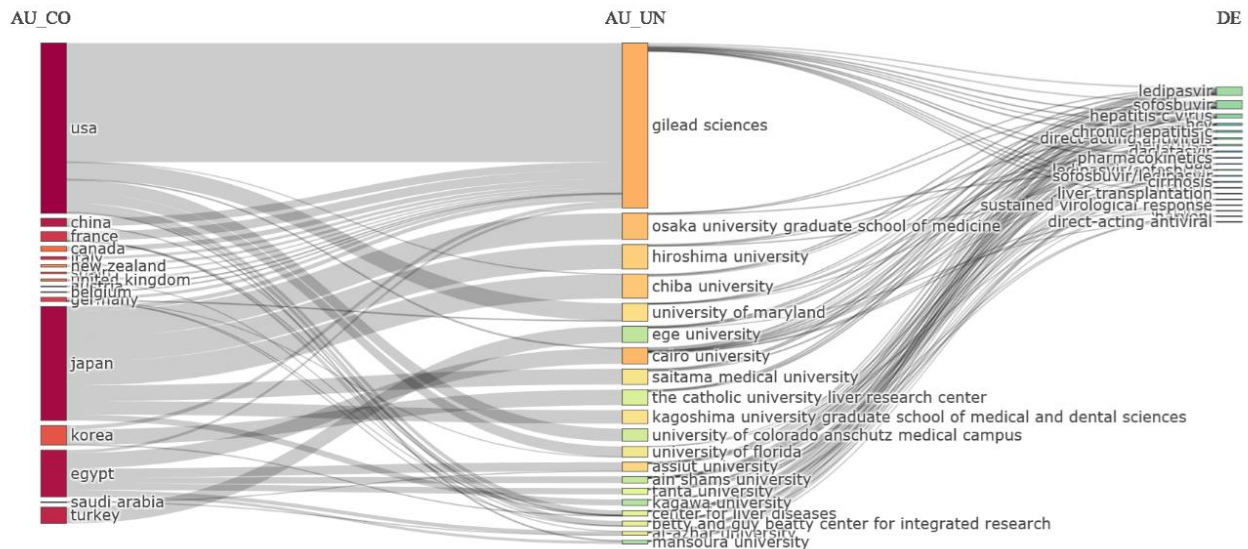 AU_CO
AU_UN
DE
usa
china
france
canada
italy
new zealand
united kingdom
austria
belgium
germany
japan
korea
egypt
saudi arabia
turkey
gilead sciences
osaka university graduate school of medicine
hiroshima university
chiba university
university of maryland
ege university
cairo university
saitama medical university
the catholic university liver research center
kagoshima university graduate school of medical and dental sciences
university of colorado anschutz medical campus
university of florida
assiut university
ain shams university
tanta university
kagawa university
center for liver diseases
betty and guy beatty center for integrated research
al-azhar university
mansoura university
ledipasvir
sofosbuvir
hepatitis c virus
hcv
chronic hepatitis c
direct-acting antivirals
daclatasvir
pharmacokinetics
sofosbuvir/ledipasvir
cirrhosis
liver transplantation
sustained virological response
direct-acting antiviral